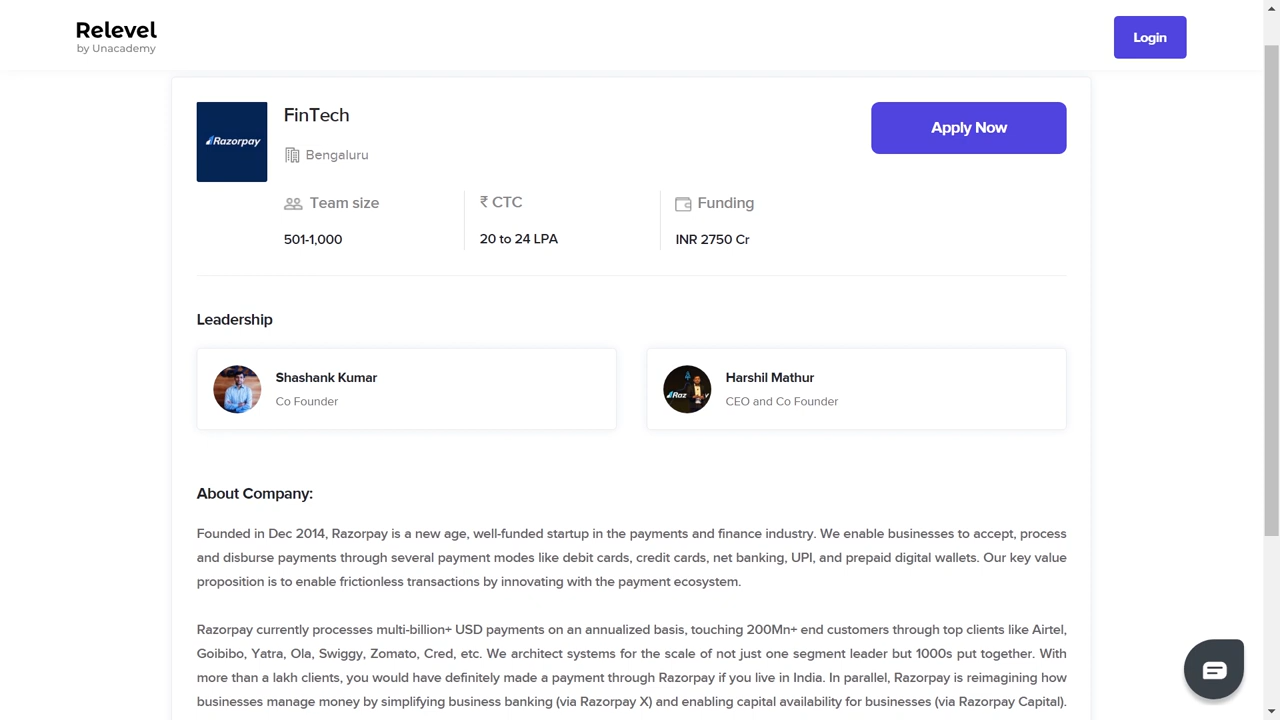 Relevel
by Unacademy
Login
Razorpay
FinTech
Bengaluru
Apply Now
Team size
₹ CTC
Funding
501-1,000
20 to 24 LPA
INR 2750 Cr
Leadership
Shashank Kumar
Co Founder
Raz
Harshil Mathur
CEO and Co Founder
About Company:
Founded in Dec 2014, Razorpay is a new age, well-funded startup in the payments and finance industry. We enable businesses to accept, process
and disburse payments through several payment modes like debit cards, credit cards, net banking, UPI, and prepaid digital wallets. Our key value
proposition is to enable frictionless transactions by innovating with the payment ecosystem.
Razorpay currently processes multi-billion+ USD payments on an annualized basis, touching 200Mn+ end customers through top clients like Airtel,
Goibibo, Yatra, Ola, Swiggy, Zomato, Cred, etc. We architect systems for the scale of not just one segment leader but 1000s put together. With
more than a lakh clients, you would have definitely made a payment through Razorpay if you live in India. In parallel, Razorpay is reimagining how
businesses manage money by simplifying business banking (via Razorpay X) and enabling capital availability for businesses (via Razorpay Capital).